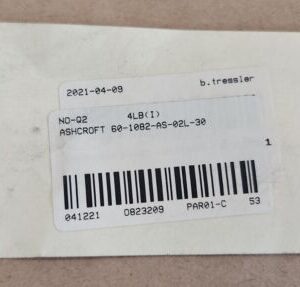 2021-04-09 b.tressler
NO-Q2 4LB(I)
ASHCROFT 60-1082-AS-02L-30
1
041221 0823209 PAR01-C 53